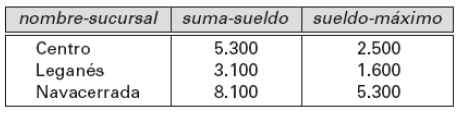 nombre-sucursal suma-sueldo sueldo-máximo
Centro 5.300 2.500
Leganés 3.100 1.600
Navacerrada 8.100 5.300